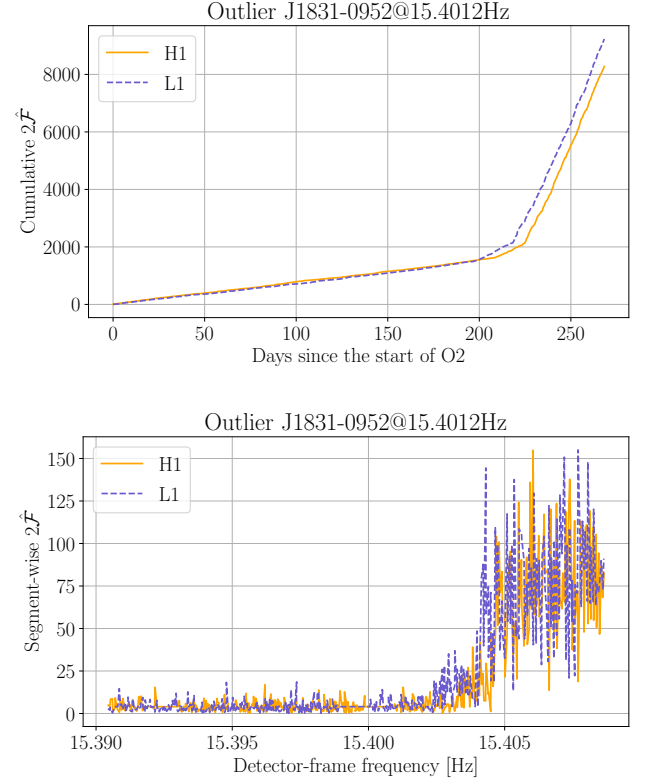 Outlier J1831-0952@15.4012Hz
H1
L1
Cumulative 2𝓕̂
8000
6000
4000
2000
0
0 50 100 150 200 250
Days since the start of O2
Outlier J1831-0952@15.4012Hz
H1
L1
Segment-wise 2𝓕̂
150
125
100
75
50
25
0
15.390 15.395 15.400 15.405
Detector-frame frequency [Hz]